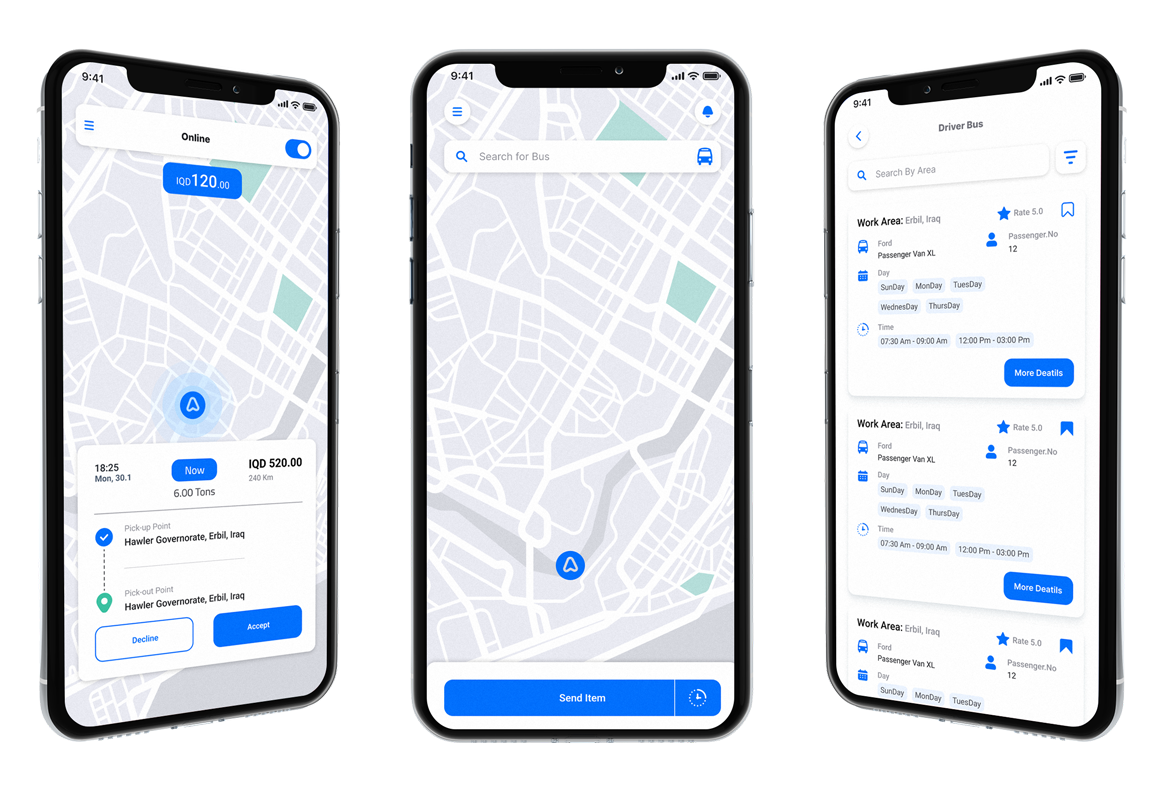 9:41
Online
IQD120.00
18:25
Mon, 30.1
Now
6.00 Tons
IQD 520.00
240 Km
Pick-up Point
Hawler Governorate, Erbil, Iraq
Pick-out Point
Hawler Governorate, Erbil, Iraq
Decline
Accept
9:41
Search for Bus
Send Item
9:41
Driver Bus
Search By Area
Work Area: Erbil, Iraq
Rate 5.0
Ford
Passenger Van XL
Passenger.No
12
Day
SunDay MonDay TuesDay
WednesDay ThursDay
Time
07:30 Am - 09:00 Am 12:00 Pm - 03:00 Pm
More Deatils
Work Area: Erbil, Iraq
Rate 5.0
Ford
Passenger Van XL
Passenger.No
12
Day
SunDay MonDay TuesDay
WednesDay ThursDay
Time
07:30 Am - 09:00 Am 12:00 Pm - 03:00 Pm
More Deatils
Work Area: Erbil, Iraq
Rate 5.0
Ford
Passenger Van XL
Passenger.No
12
Day
SunDay MonDay TuesDay